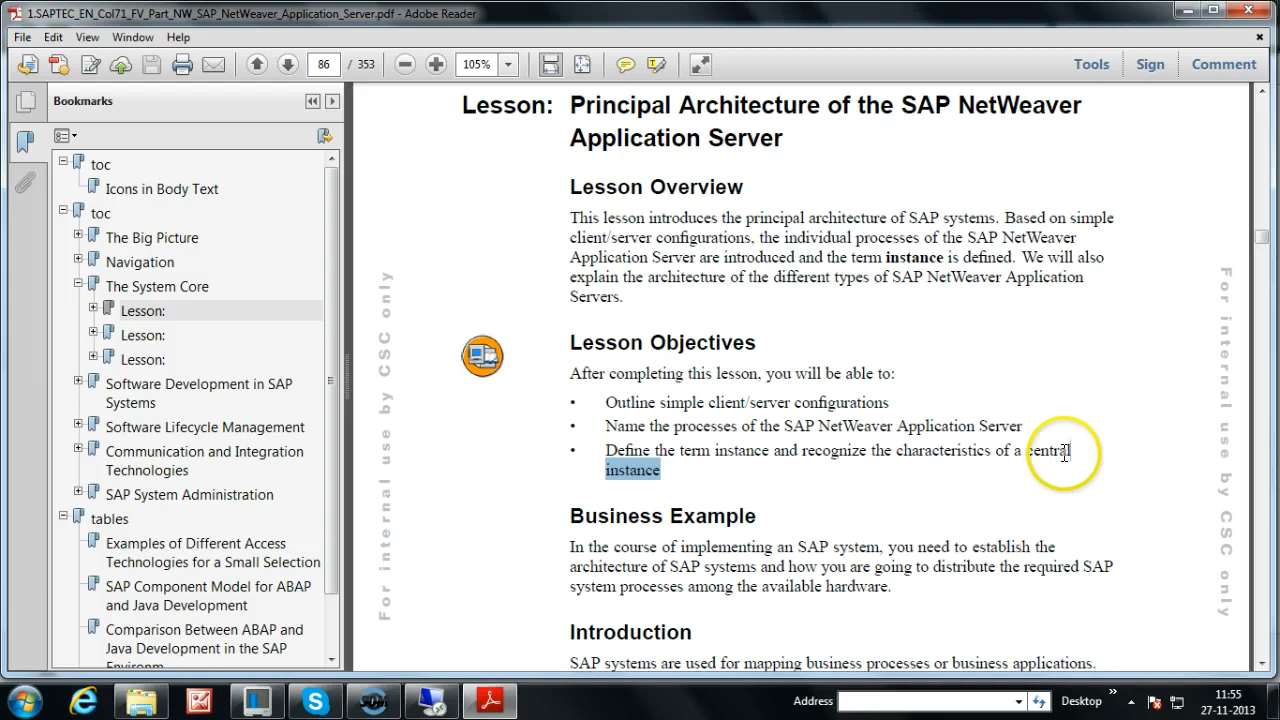 1.SAPTEC_EN_Col71_FV_Part_NW_SAP_NetWeaver_Application_Server.pdf - Adobe Reader
File Edit View Window Help
86 / 353
105%
Tools Sign Comment
Bookmarks
toc
Icons in Body Text
toc
The Big Picture
Navigation
The System Core
Lesson:
Lesson:
Lesson:
Software Development in SAP
Systems
Software Lifecycle Management
Communication and Integration
Technologies
SAP System Administration
tables
Examples of Different Access
Technologies for a Small Selection
SAP Component Model for ABAP
and Java Development
Comparison Between ABAP and
Java Development in the SAP
Environm
For internal use by CSC only
Lesson: Principal Architecture of the SAP NetWeaver
Application Server
Lesson Overview
This lesson introduces the principal architecture of SAP systems. Based on simple
client/server configurations, the individual processes of the SAP NetWeaver
Application Server are introduced and the term instance is defined. We will also
explain the architecture of the different types of SAP NetWeaver Application
Servers.
Lesson Objectives
After completing this lesson, you will be able to:
• Outline simple client/server configurations
• Name the processes of the SAP NetWeaver Application Server
• Define the term instance and recognize the characteristics of a central
instance
Business Example
In the course of implementing an SAP system, you need to establish the
architecture of SAP systems and how you are going to distribute the required SAP
system processes among the available hardware.
Introduction
SAP systems are used for mapping business processes or business applications.
For internal use by CSC only
Address
Desktop
11:55
27-11-2013